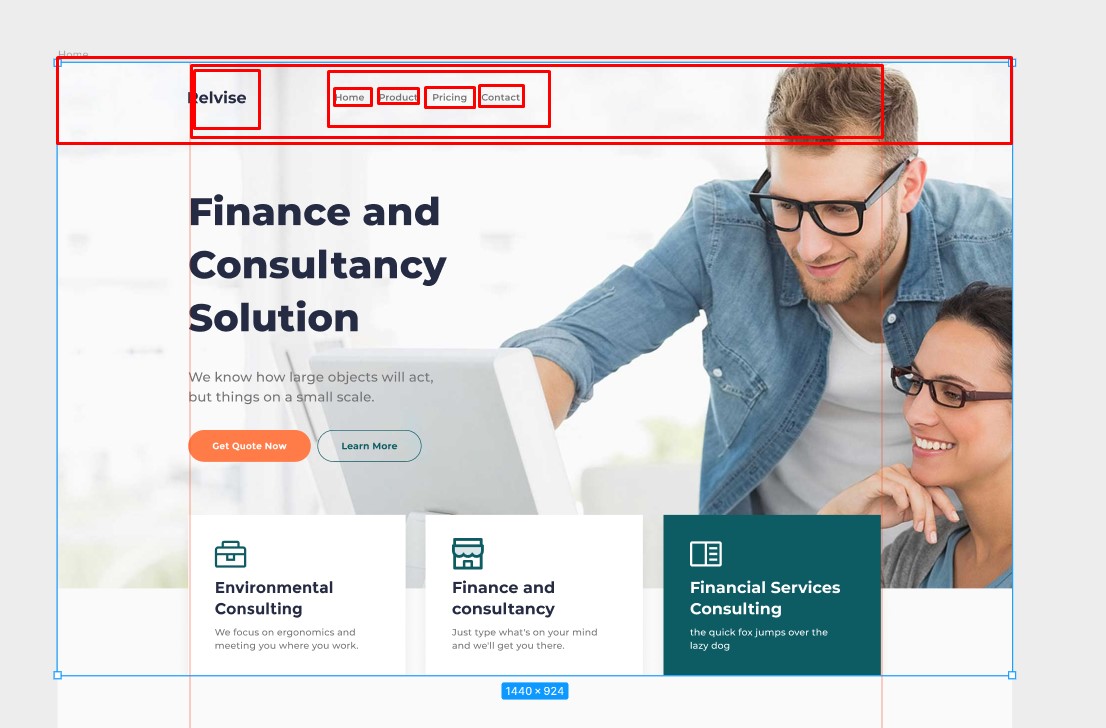 Home
Relvise
Home Product Pricing Contact
Finance and
Consultancy
Solution
We know how large objects will act,
but things on a small scale.
Get Quote Now Learn More
Environmental
Consulting
We focus on ergonomics and
meeting you where you work.
Finance and
consultancy
Just type what's on your mind
and we'll get you there.
Financial Services
Consulting
the quick fox jumps over the
lazy dog
1440 × 924